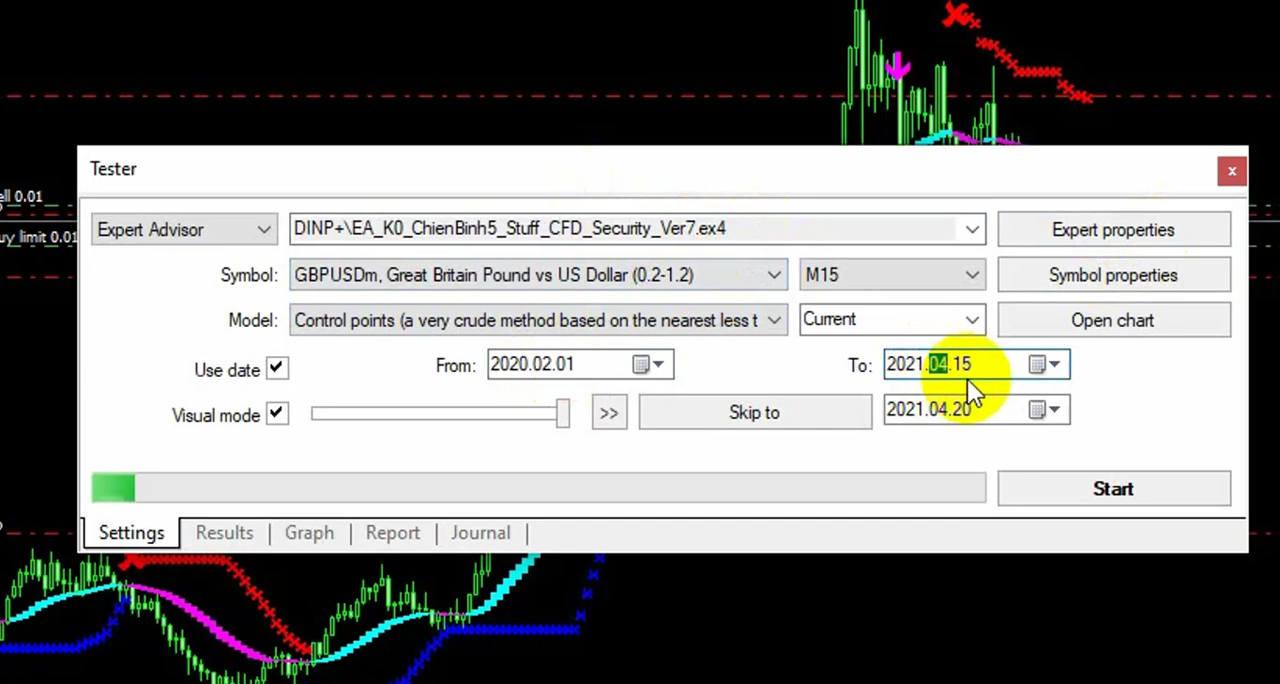 Tester
x
ell 0.01
uy limit 0.01
Expert Advisor
DINP+\EA_K0_ChienBinh5_Stuff_CFD_Security_Ver7.ex4
Expert properties
Symbol:
GBPUSDm, Great Britain Pound vs US Dollar (0.2-1.2)
M15
Symbol properties
Model:
Control points (a very crude method based on the nearest less t
Current
Open chart
Use date
From:
2020.02.01
To:
2021.04.15
Visual mode
>>
Skip to
2021.04.20
Start
Settings
Results
Graph
Report
Journal